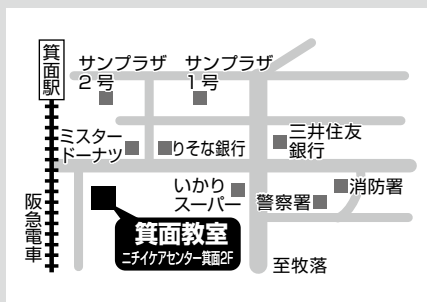 箕面駅
サンプラザ
2号
サンプラザ
1号
ミスター
ドーナツ
りそな銀行
三井住友
銀行
いかり
スーパー
警察署
消防署
阪急電車
箕面教室
ニチイケアセンター箕面2F
至牧落